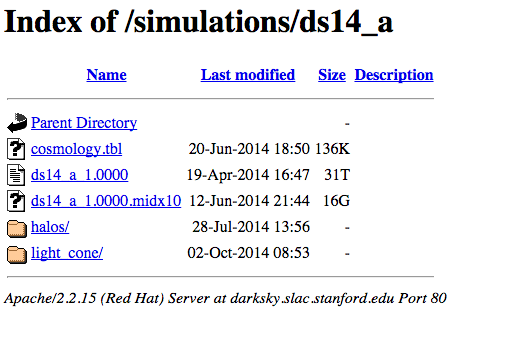 Index of /simulations/ds14_a
Name Last modified Size Description
Parent Directory -
cosmology.tbl 20-Jun-2014 18:50 136K
ds14_a_1.0000 19-Apr-2014 16:47 31T
ds14_a_1.0000.midx10 12-Jun-2014 21:44 16G
halos/ 28-Jul-2014 13:56 -
light_cone/ 02-Oct-2014 08:53 -
Apache/2.2.15 (Red Hat) Server at darksky.slac.stanford.edu Port 80